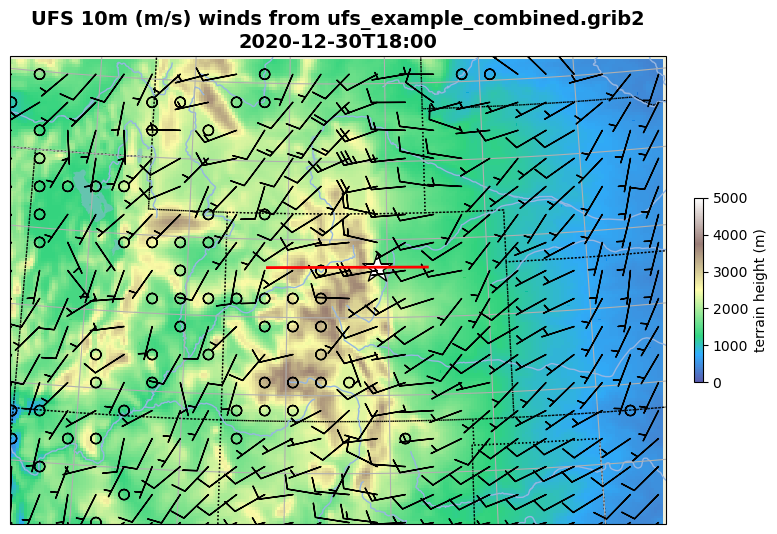 UFS 10m (m/s) winds from ufs_example_combined.grib2
2020-12-30T18:00
5000
4000
3000
2000
1000
0
terrain height (m)